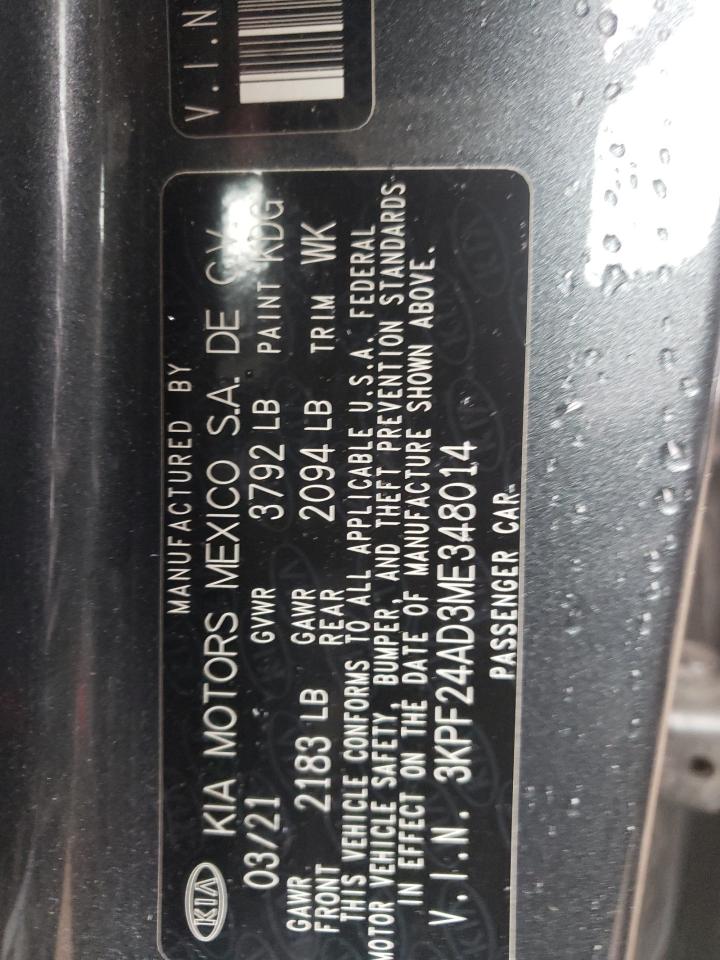 V.I.N
MANUFACTURED BY
KIA KIA MOTORS MEXICO S.A. DE C.V.
03/21 GVWR 3792 LB PAINT KDG
GAWR FRONT 2183 LB GAWR REAR 2094 LB TRIM WK
THIS VEHICLE CONFORMS TO ALL APPLICABLE U.S.A. FEDERAL
MOTOR VEHICLE SAFETY, BUMPER, AND THEFT PREVENTION STANDARDS
IN EFFECT ON THE DATE OF MANUFACTURE SHOWN ABOVE.
V.I.N. 3KPF24AD3ME348014
PASSENGER CAR